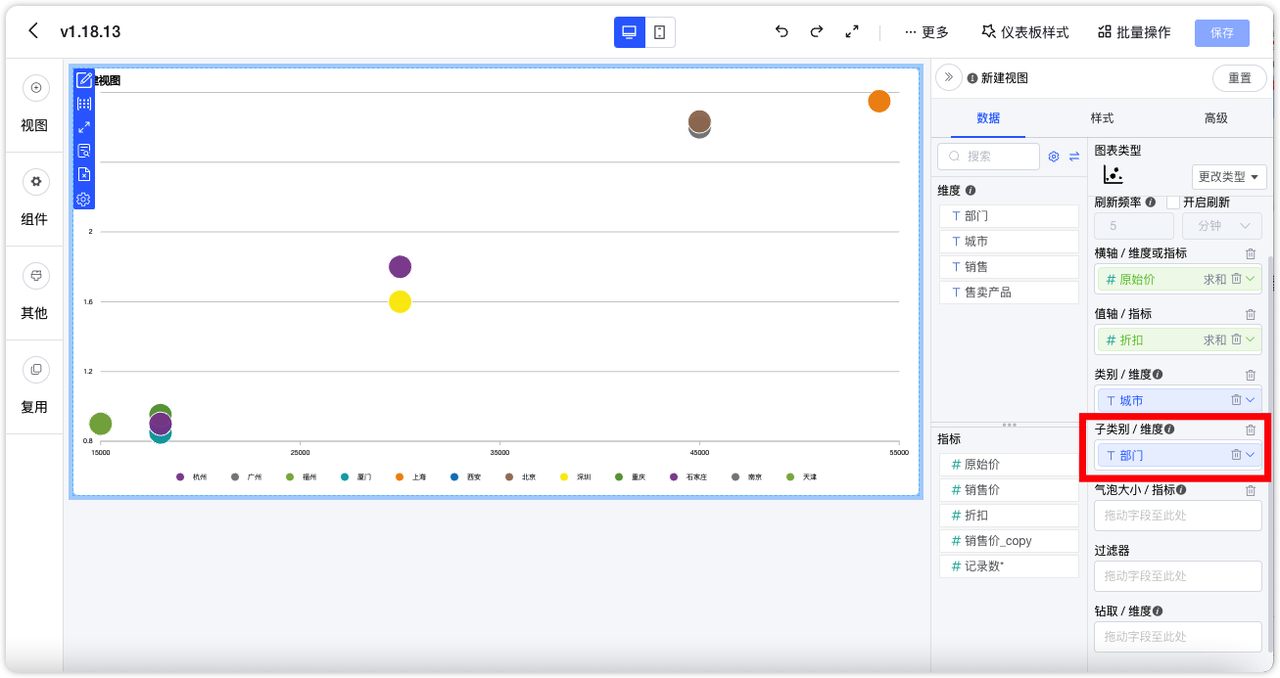 v1.18.13
更多
仪表板样式
批量操作
保存
视图
组件
其他
复用
建视图
2
1.6
1.2
0.8
15000
25000
35000
45000
55000
杭州
广州
福州
厦门
上海
西安
北京
深圳
重庆
石家庄
南京
天津
新建视图
重置
数据
样式
高级
搜索
维度
T 部门
T 城市
T 销售
T 售卖产品
指标
# 原始价
# 销售价
# 折扣
# 销售价_copy
# 记录数*
图表类型
更改类型
刷新频率
开启刷新
5
分钟
横轴 / 维度或指标
# 原始价 求和
值轴 / 指标
# 折扣 求和
类别 / 维度
T 城市
子类别 / 维度
T 部门
气泡大小 / 指标
拖动字段至此处
过滤器
拖动字段至此处
钻取 / 维度
拖动字段至此处